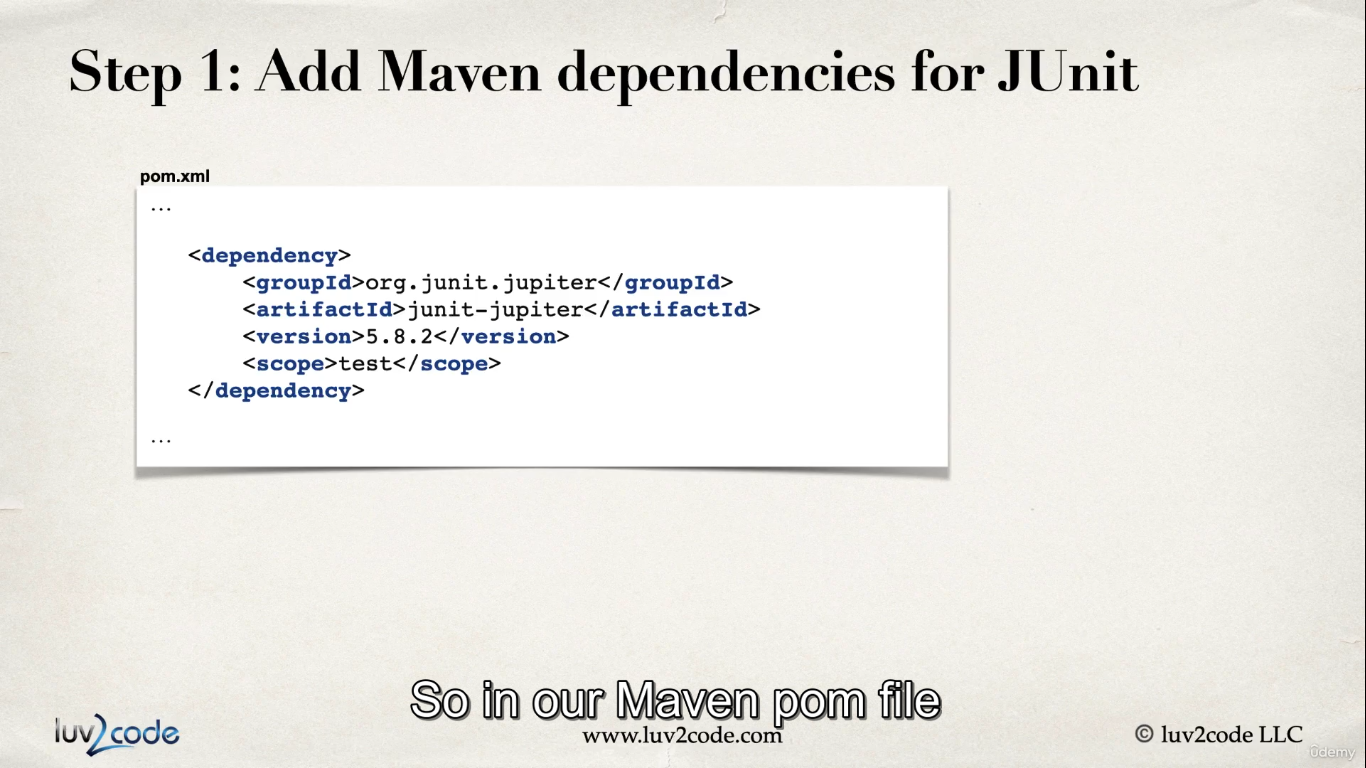 Step 1: Add Maven dependencies for JUnit
pom.xml
...
<dependency>
<groupId>org.junit.jupiter</groupId>
<artifactId>junit-jupiter</artifactId>
<version>5.8.2</version>
<scope>test</scope>
</dependency>
...
So in our Maven pom file
luv2code
www.luv2code.com
© luv2code LLC
ûdemy